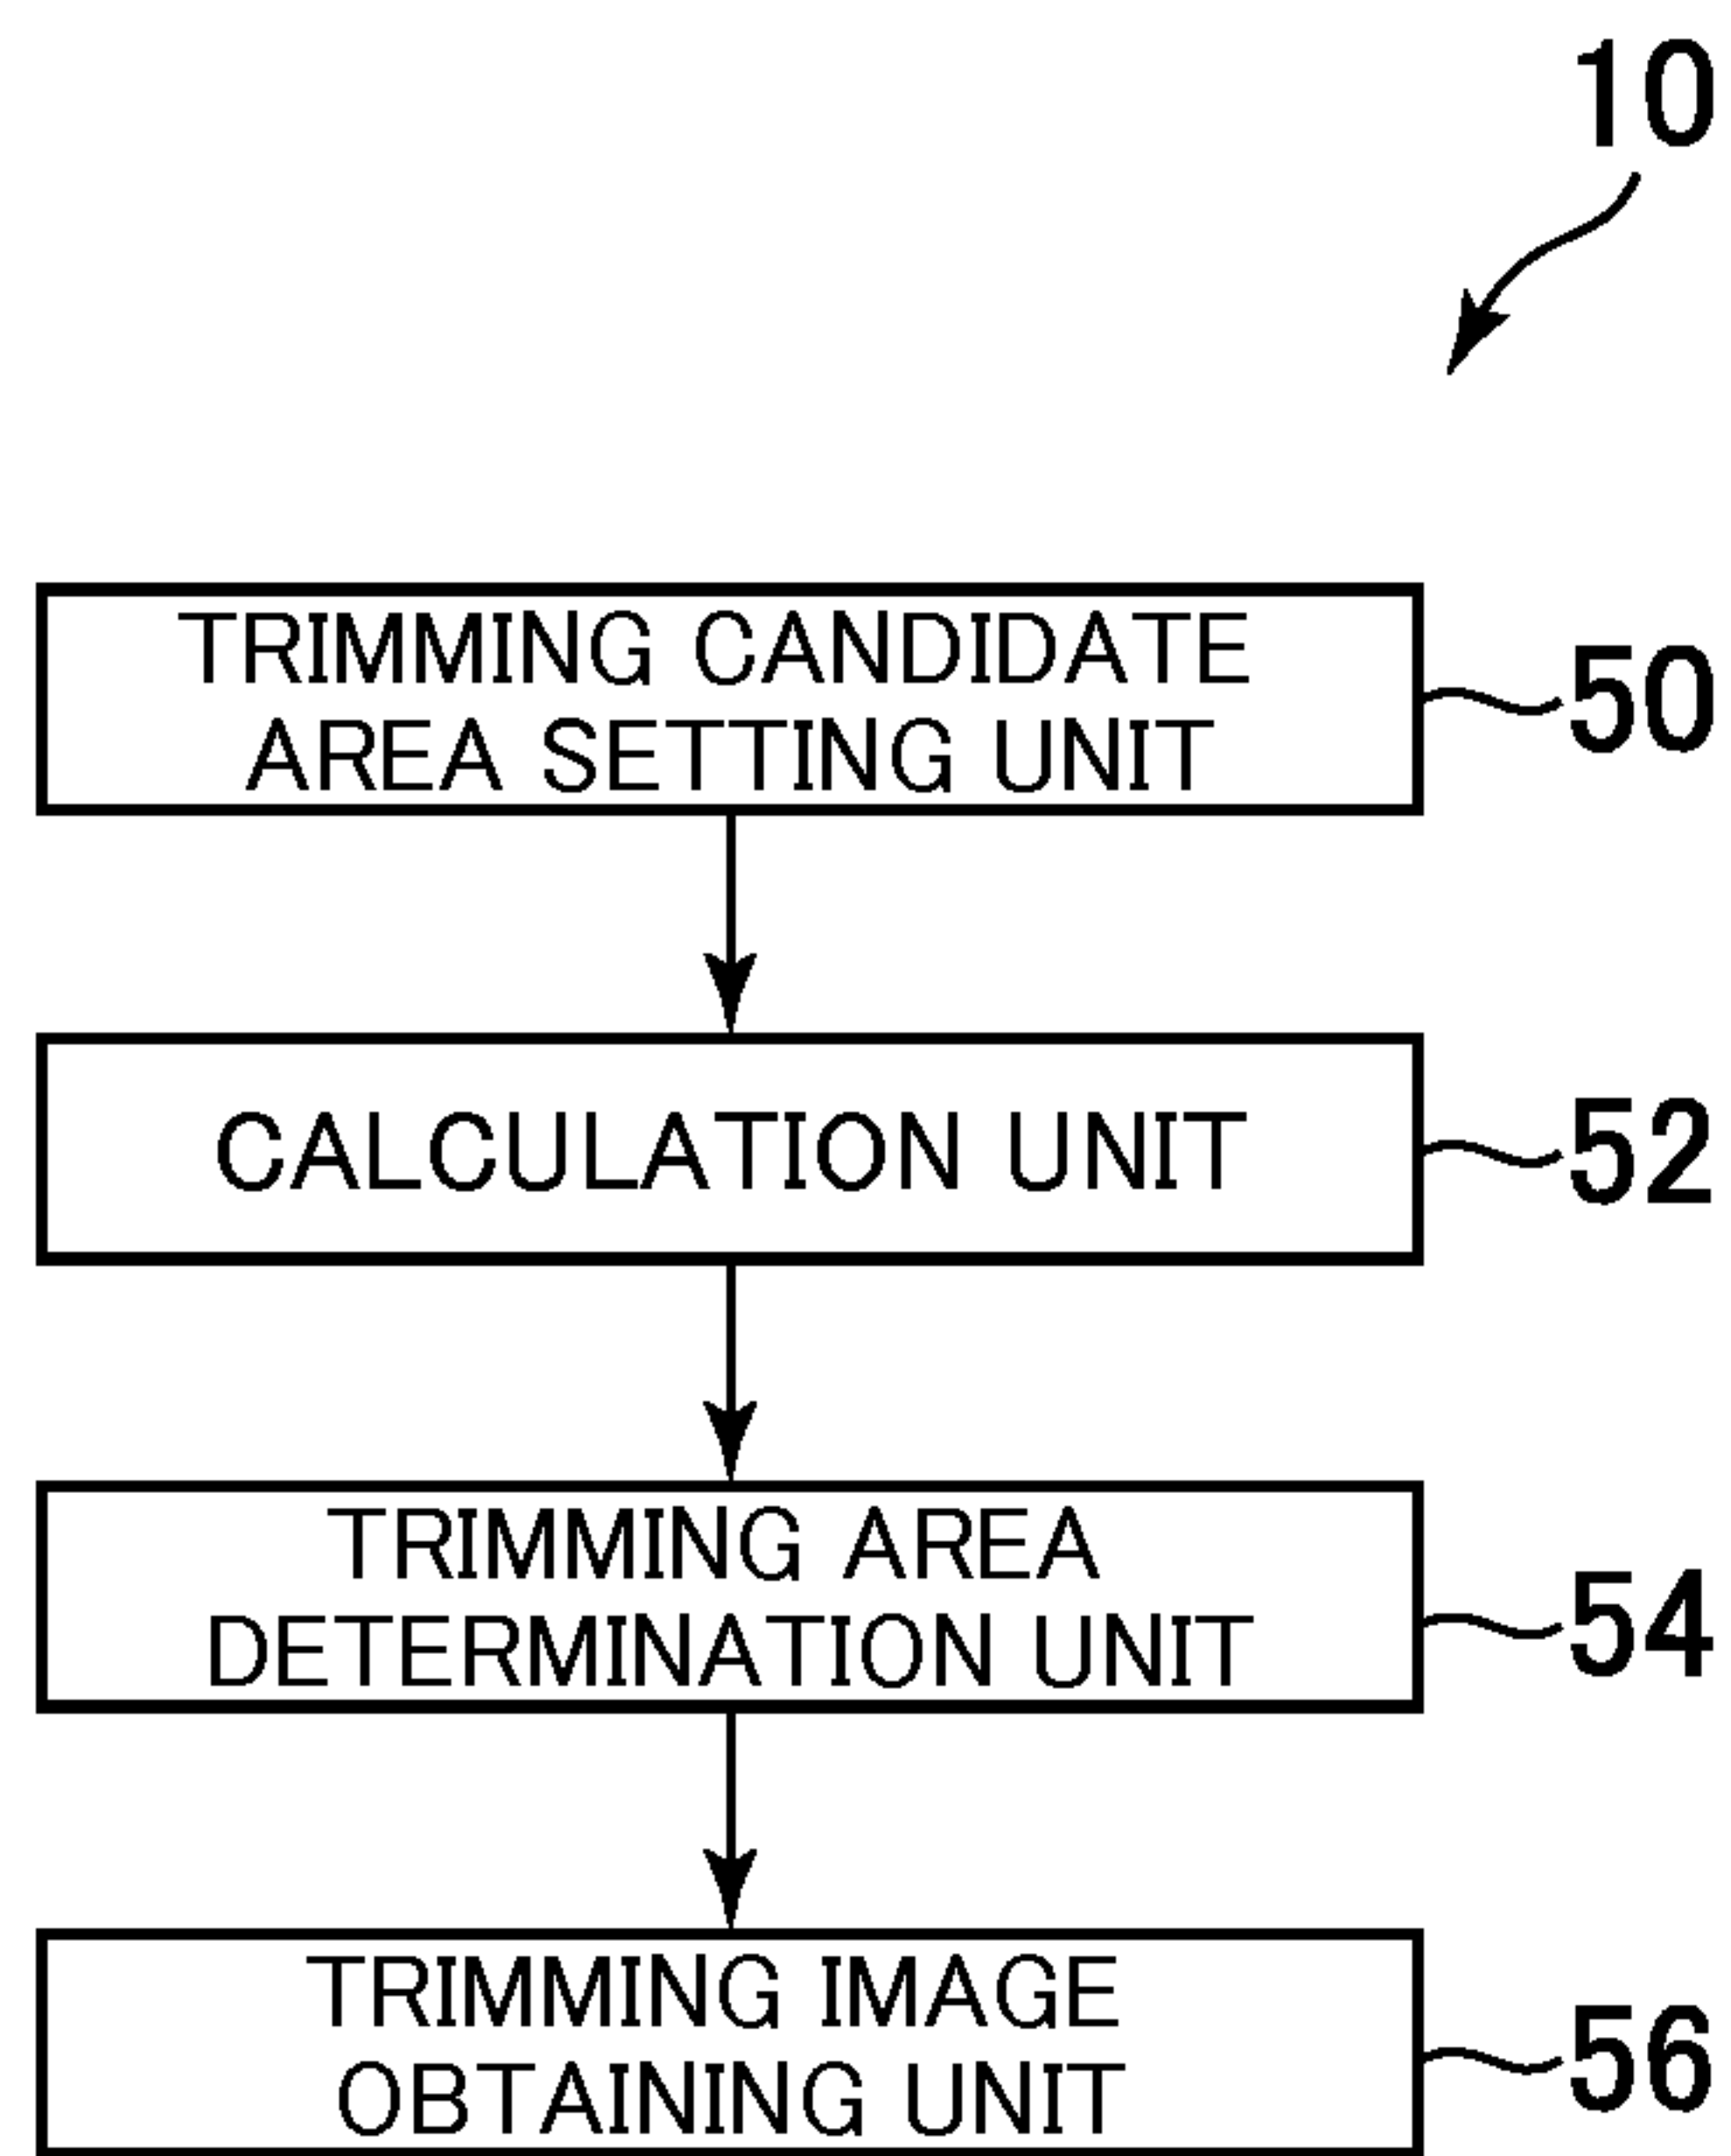 10
TRIMMING CANDIDATE
AREA SETTING UNIT
50
CALCULATION UNIT
52
TRIMMING AREA
DETERMINATION UNIT
54
TRIMMING IMAGE
OBTAINING UNIT
56